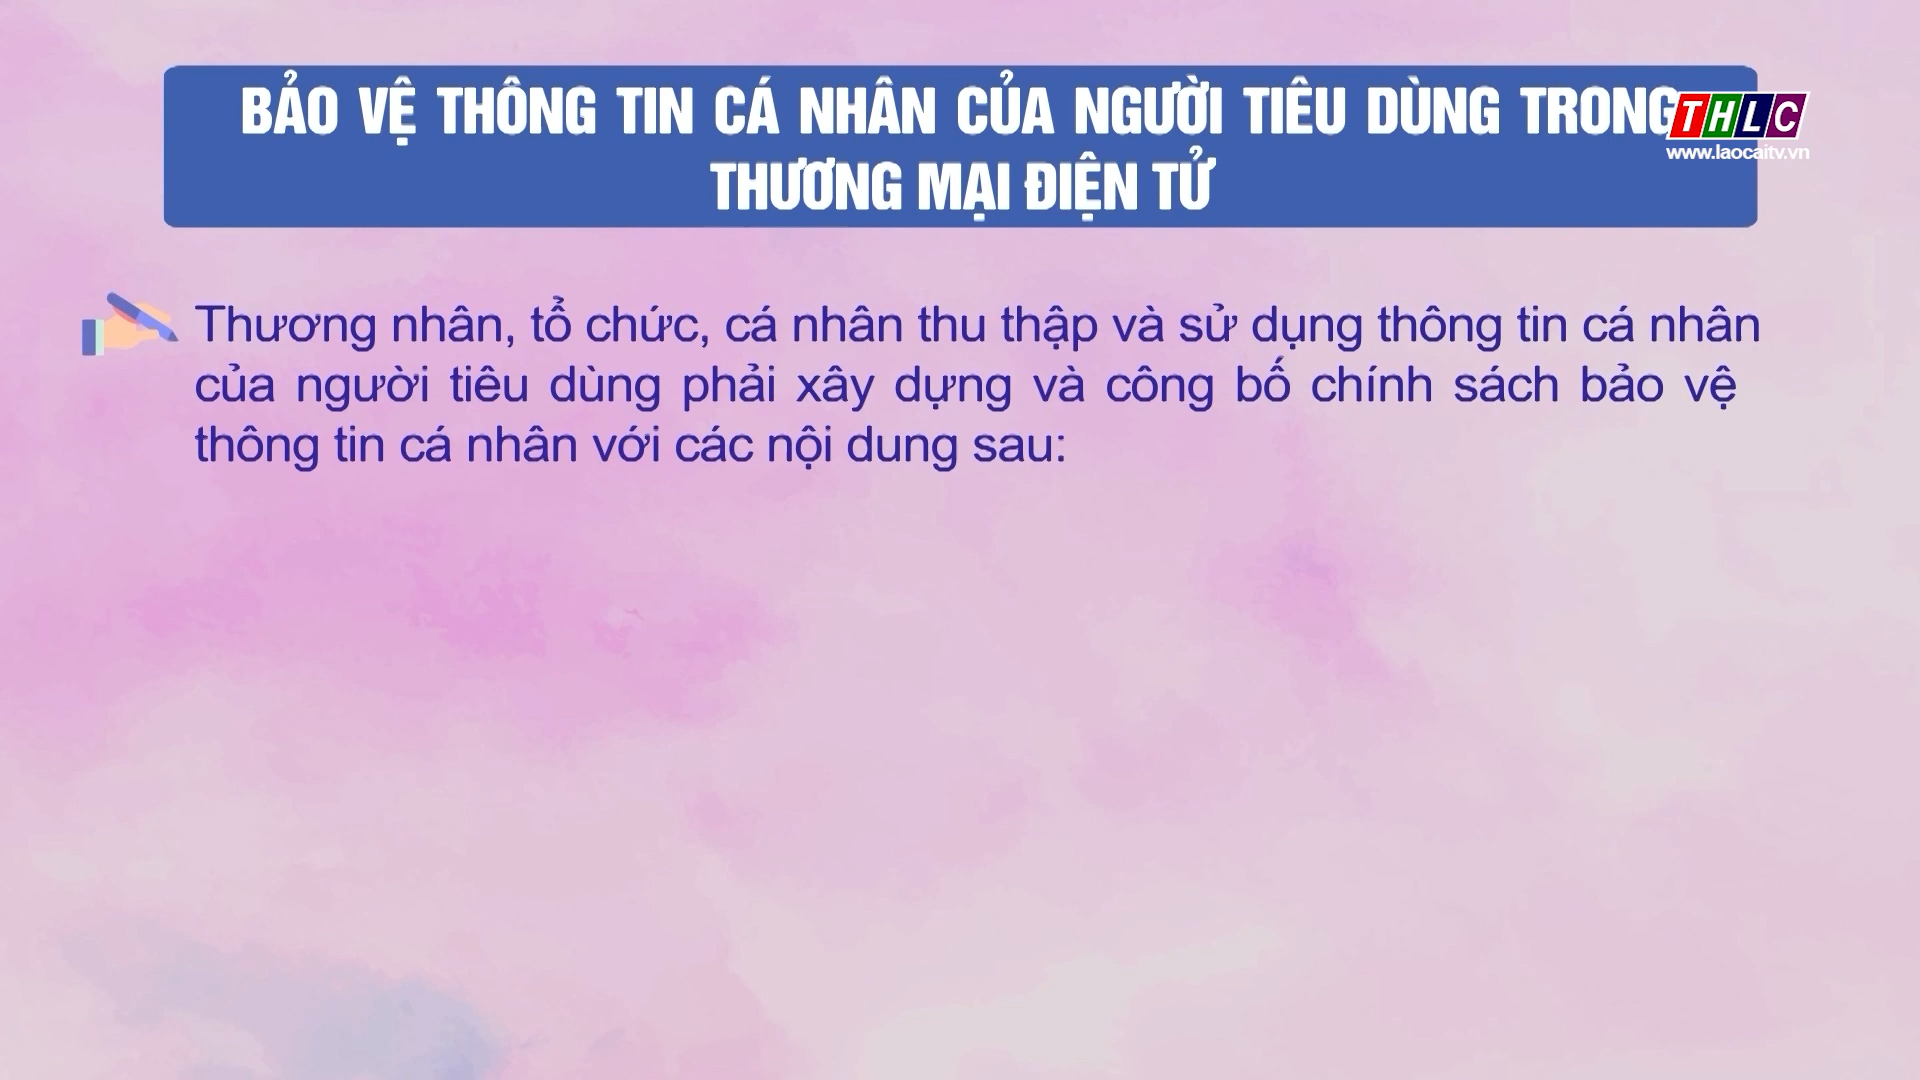 BẢO VỆ THÔNG TIN CÁ NHÂN CỦA NGƯỜI TIÊU DÙNG TRONG
THƯƠNG MẠI ĐIỆN TỬ
THLC
www.laocaitv.vn
Thương nhân, tổ chức, cá nhân thu thập và sử dụng thông tin cá nhân
của người tiêu dùng phải xây dựng và công bố chính sách bảo vệ
thông tin cá nhân với các nội dung sau: